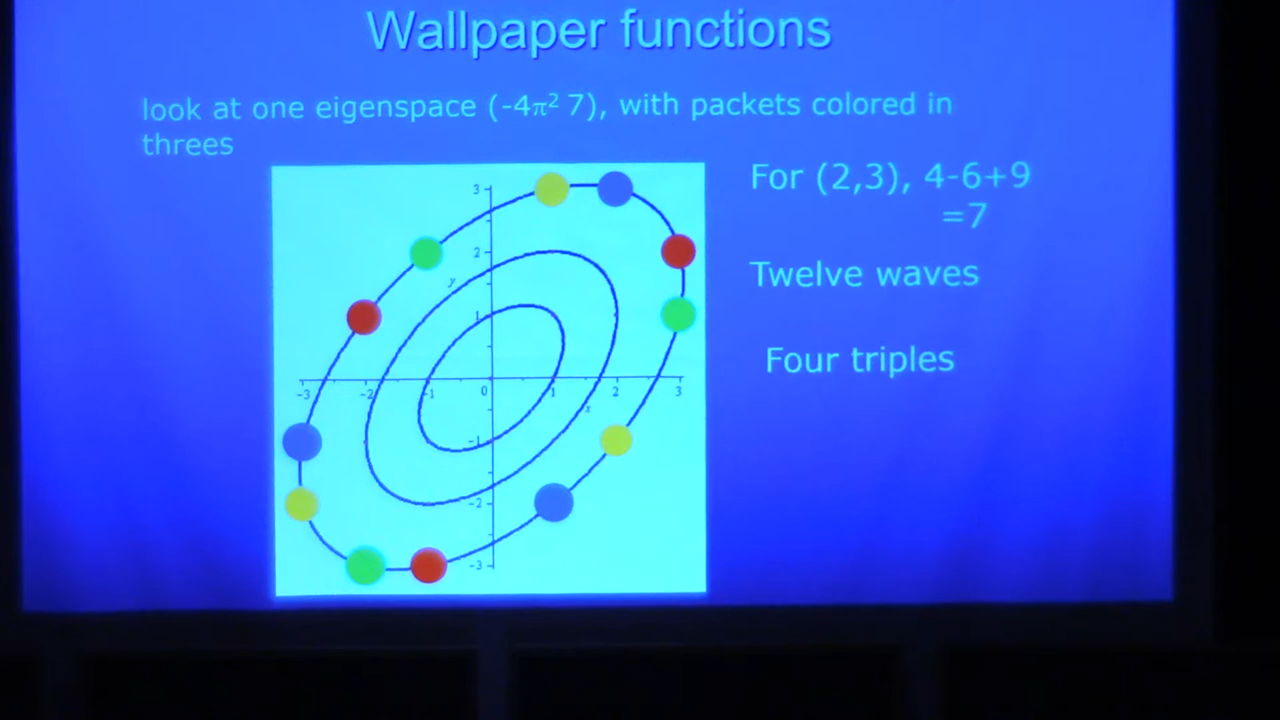 Wallpaper functions
look at one eigenspace (-4π² 7), with packets colored in
threes
For (2,3), 4-6+9
=7
Twelve waves
Four triples
3
2
y
1
-3 -2 -1 0 1 2 3
x
-1
-2
-3